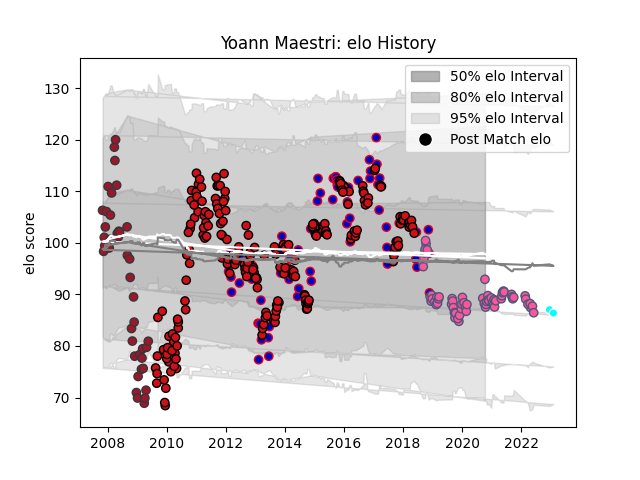 Yoann Maestri: elo History
50% elo Interval
80% elo Interval
95% elo Interval
Post Match elo
elo score
130
120
110
100
90
80
70
2008
2010
2012
2014
2016
2018
2020
2022